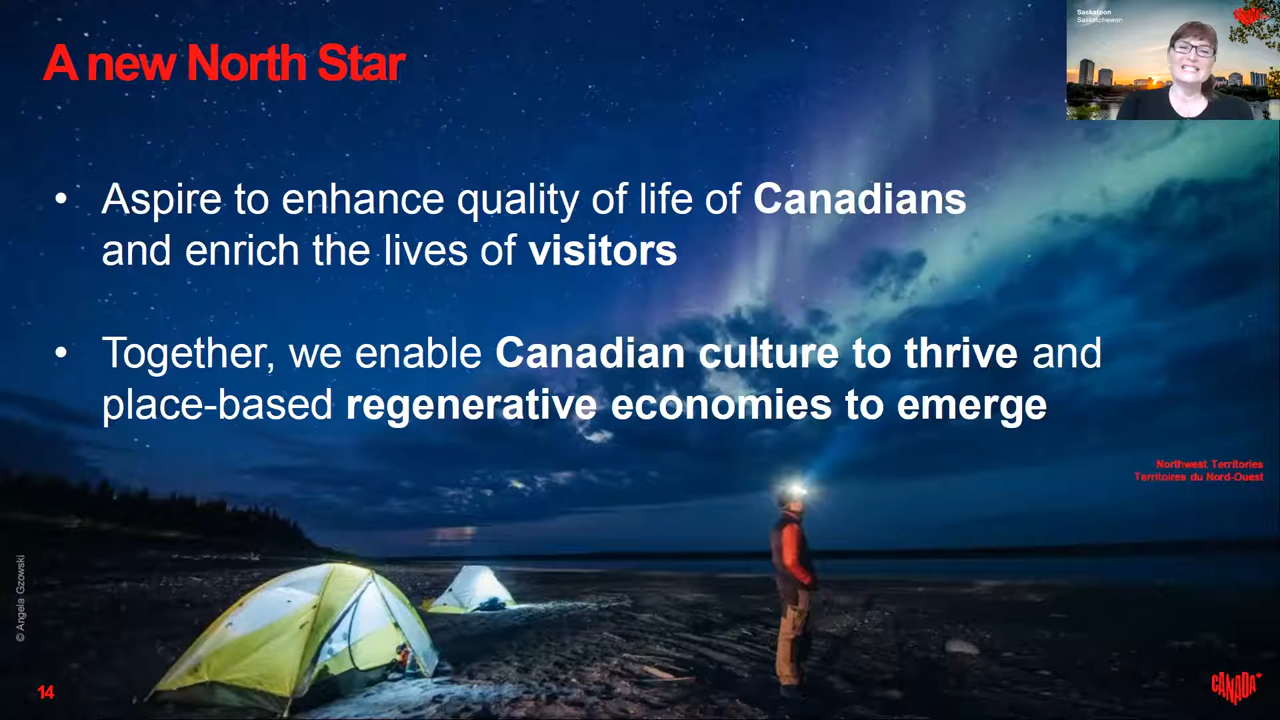 A new North Star
Saskatoon
Saskatchewan
• Aspire to enhance quality of life of Canadians
and enrich the lives of visitors
• Together, we enable Canadian culture to thrive and
place-based regenerative economies to emerge
Northwest Territories
Territoires du Nord-Ouest
© Angela Gzowski
14
CANADA